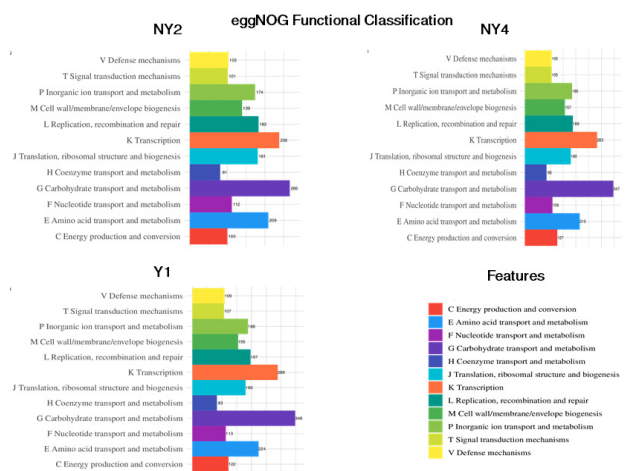 eggNOG Functional Classification
NY2
V Defense mechanisms
T Signal transduction mechanisms
P Inorganic ion transport and metabolism
M Cell wall/membrane/envelope biogenesis
L Replication, recombination and repair
K Transcription
J Translation, ribosomal structure and biogenesis
H Coenzyme transport and metabolism
G Carbohydrate transport and metabolism
F Nucleotide transport and metabolism
E Amino acid transport and metabolism
C Energy production and conversion
NY4
V Defense mechanisms
T Signal transduction mechanisms
P Inorganic ion transport and metabolism
M Cell wall/membrane/envelope biogenesis
L Replication, recombination and repair
K Transcription
J Translation, ribosomal structure and biogenesis
H Coenzyme transport and metabolism
G Carbohydrate transport and metabolism
F Nucleotide transport and metabolism
E Amino acid transport and metabolism
C Energy production and conversion
Y1
V Defense mechanisms
T Signal transduction mechanisms
P Inorganic ion transport and metabolism
M Cell wall/membrane/envelope biogenesis
L Replication, recombination and repair
K Transcription
J Translation, ribosomal structure and biogenesis
H Coenzyme transport and metabolism
G Carbohydrate transport and metabolism
F Nucleotide transport and metabolism
E Amino acid transport and metabolism
C Energy production and conversion
Features
C Energy production and conversion
E Amino acid transport and metabolism
F Nucleotide transport and metabolism
G Carbohydrate transport and metabolism
H Coenzyme transport and metabolism
J Translation, ribosomal structure and biogenesis
K Transcription
L Replication, recombination and repair
M Cell wall/membrane/envelope biogenesis
P Inorganic ion transport and metabolism
T Signal transduction mechanisms
V Defense mechanisms